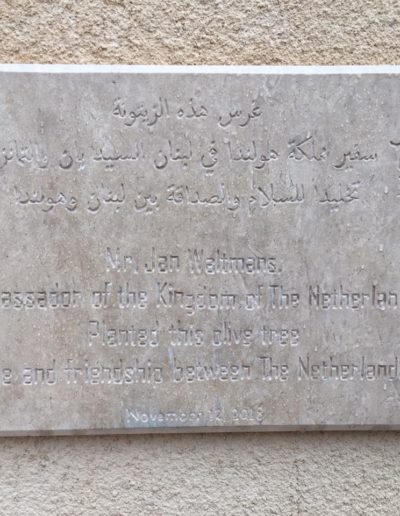 غرس هذه الزيتونة
سفير مملكة هولندا في لبنان السيد يان والتمانز
تخليدا للسلام والصداقة بين لبنان وهولندا
Mr. Jan Waltmans,
assador of the Kingdom of The Netherlan
Planted this olive tree
e and friendship between The Netherland
November 12, 2018